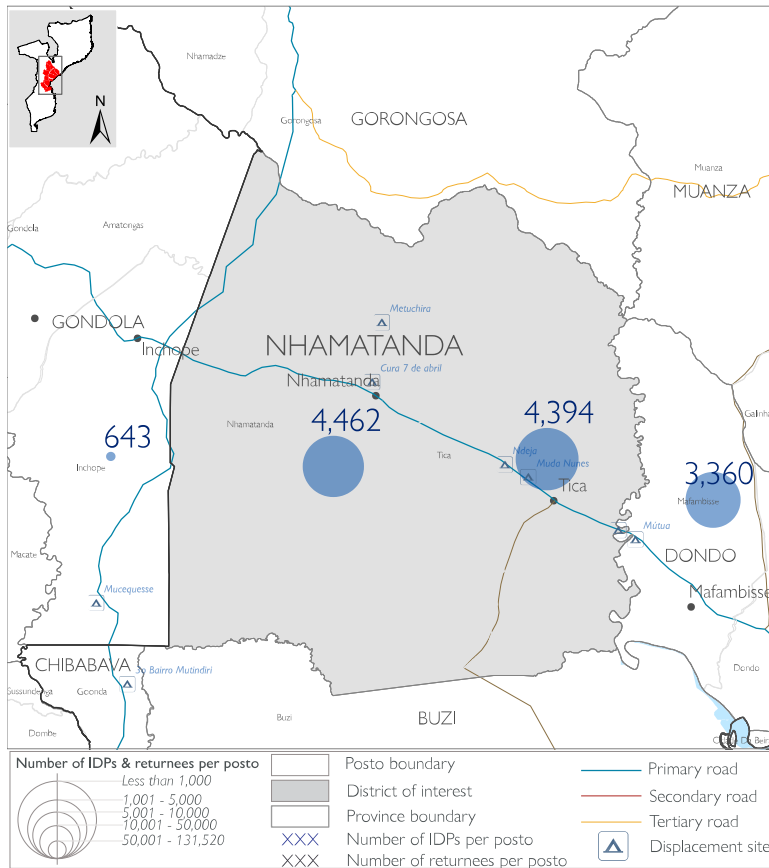 N
Nhamadze
Gorongosa
GORONGOSA
Muanza
MUANZA
Gondola
Amatongas
Metuchira
GONDOLA
Inchope
NHAMATANDA
Cura 7 de abril
Nhamatanda
4,462
4,394
643
Nhamatanda
Tica
Ndeja
Muda Nunes
3,360
Inchope
Mafambisse
Tica
Mútua
Macate
DONDO
Mucequesse
Mafambisse
CHIBABAVA
3o Bairro Mutindiri
Goonda
Dondo
Dombe
Buzi
BUZI
Number of IDPs & returnees per posto
Less than 1,000
1,001 - 5,000
5,001 - 10,000
10,001 - 50,000
50,001 - 131,520
Posto boundary
District of interest
Province boundary
XXX Number of IDPs per posto
XXX Number of returnees per posto
Primary road
Secondary road
Tertiary road
Displacement site